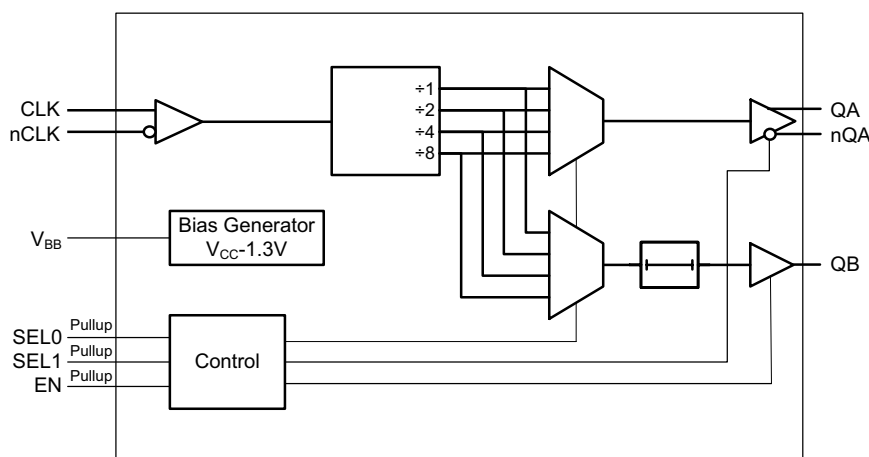 CLK
nCLK
÷1
÷2
÷4
÷8
QA
nQA
VBB
Bias Generator
VCC-1.3V
QB
SEL0
Pullup
SEL1
Pullup
EN
Pullup
Control